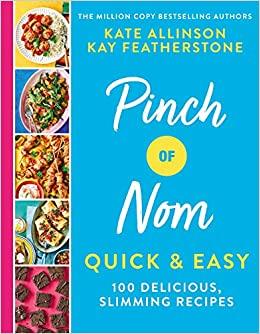 THE MILLION COPY BESTSELLING AUTHORS
KATE ALLINSON
KAY FEATHERSTONE
Pinch
OF
Nom
QUICK & EASY
100 DELICIOUS,
SLIMMING RECIPES